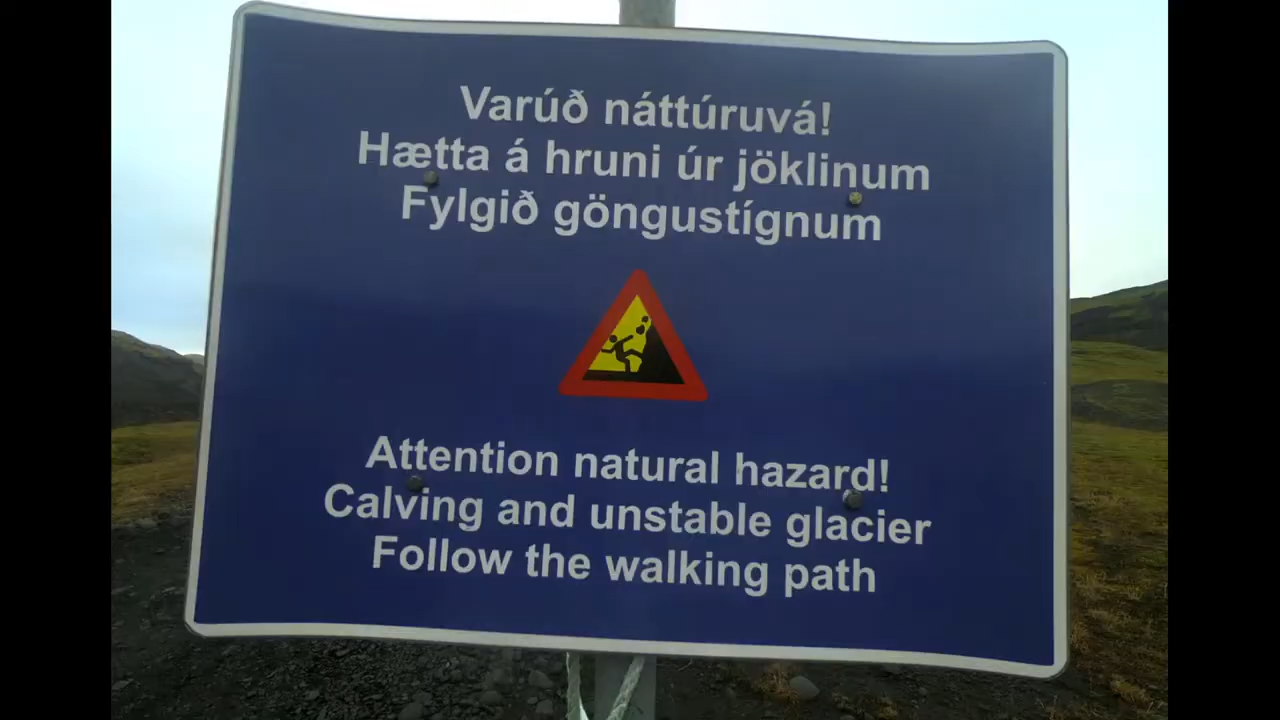 Varúð náttúruvá!
Hætta á hruni úr jöklinum
Fylgið göngustígnum
Attention natural hazard!
Calving and unstable glacier
Follow the walking path